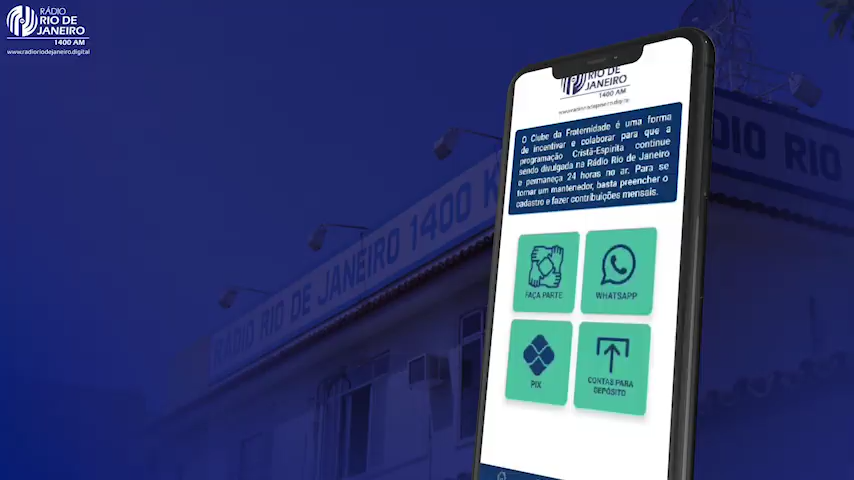 RÁDIO
RIO DE
JANEIRO
1400 AM
www.radioriodejaneiro.digital
RÁDIO RIO DE JANEIRO 1400 K
DIO RIO
RIO DE
JANEIRO
1400 AM
www.radioriodejaneiro.digital
O Clube da Fraternidade é uma forma
de incentivar e colaborar para que a
programação Cristã-Espírita continue
sendo divulgada na Rádio Rio de Janeiro
e permaneça 24 horas no ar. Para se
tornar um mantenedor, basta preencher o
cadastro e fazer contribuições mensais.
FAÇA PARTE
WHATSAPP
PIX
CONTAS PARA
DEPÓSITO